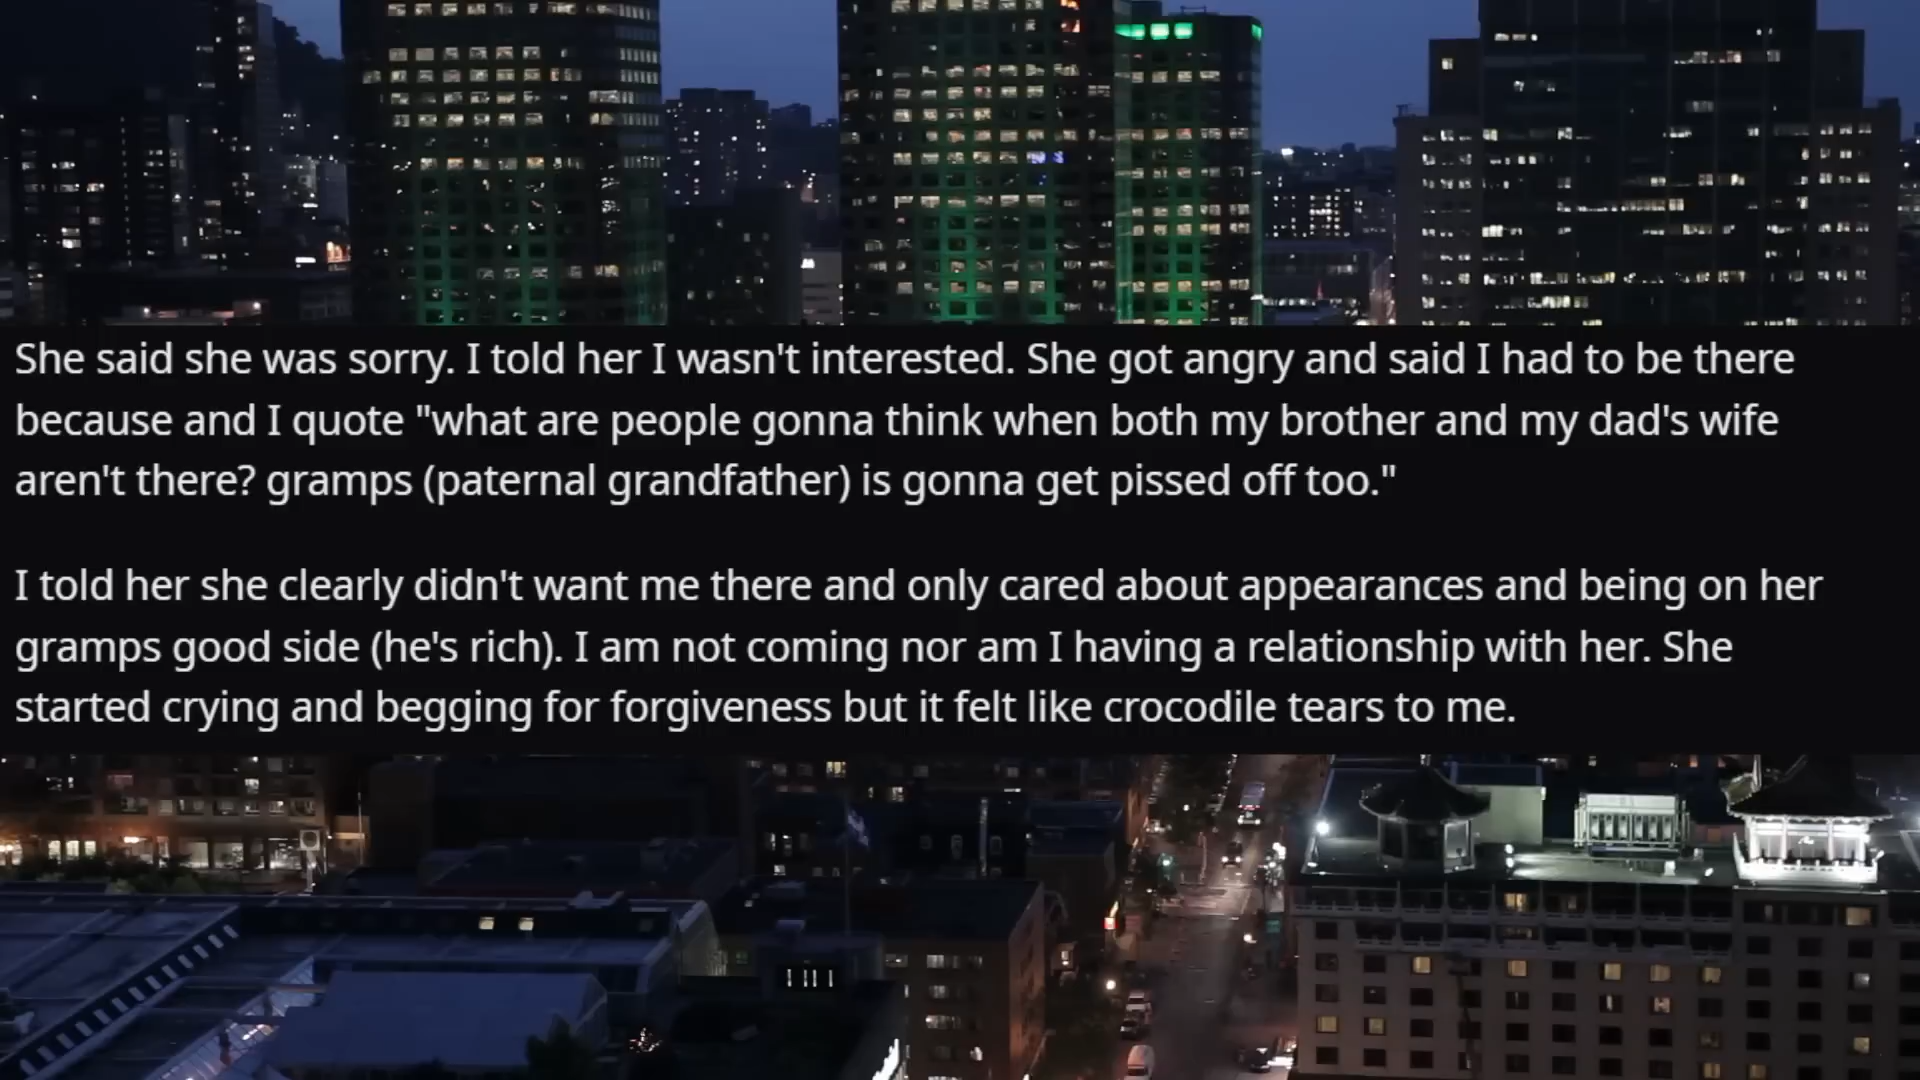 She said she was sorry. I told her I wasn't interested. She got angry and said I had to be there
because and I quote "what are people gonna think when both my brother and my dad's wife
aren't there? gramps (paternal grandfather) is gonna get pissed off too."
I told her she clearly didn't want me there and only cared about appearances and being on her
gramps good side (he's rich). I am not coming nor am I having a relationship with her. She
started crying and begging for forgiveness but it felt like crocodile tears to me.